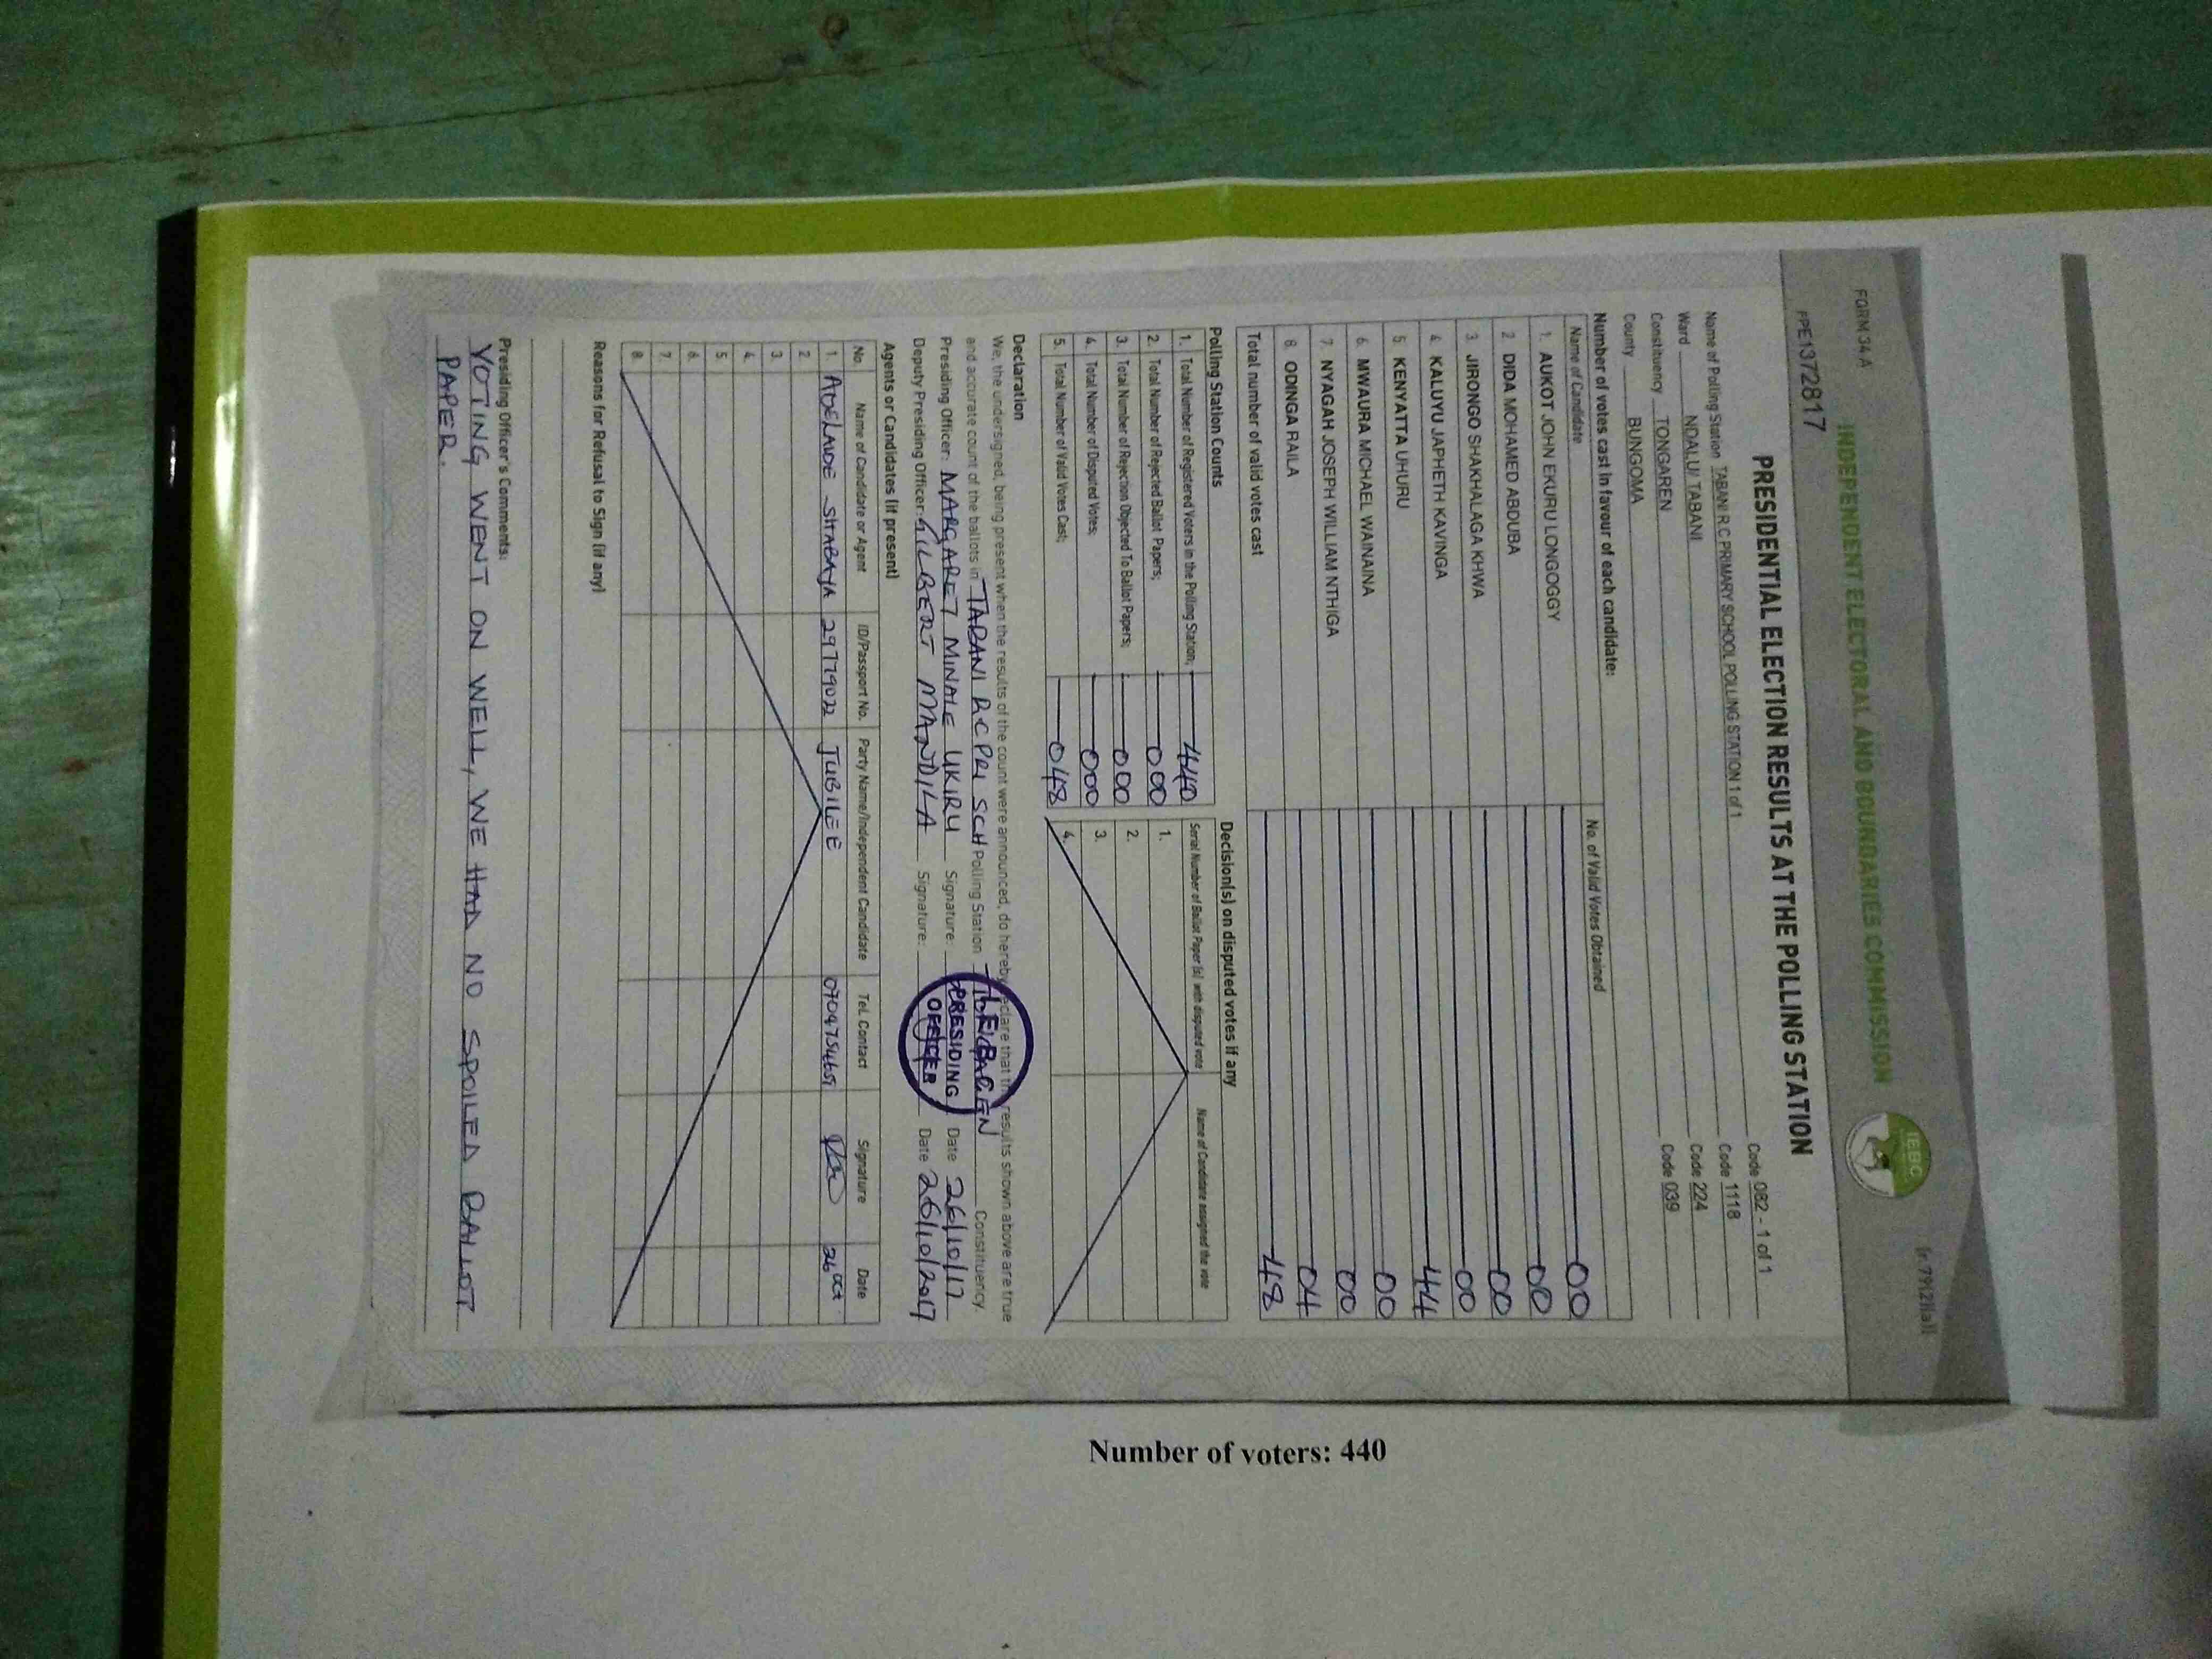 FORM 34 A
(r.79(2)(a))
INDEPENDENT ELECTORAL AND BOUNDARIES COMMISSION
IEBC
PE1372817
PRESIDENTIAL ELECTION RESULTS AT THE POLLING STATION
Name of Polling Station TABANI R C PRIMARY SCHOOL POLLING STATION 1 of 1 Code 082 - 1 of 1
Ward NDALU/ TABANI Code 1118
Constituency TONGAREN Code 224
County BUNGOMA Code 039
Number of votes cast in favour of each candidate:
Name of Candidate No. of Valid Votes Obtained
1. AUKOT JOHN EKURU LONGOGGY 00
2 DIDA MOHAMED ABDUBA 00
3 JIRONGO SHAKHALAGA KHWA 00
4. KALUYU JAPHETH KAVINGA 00
5. KENYATTA UHURU 44
6. MWAURA MICHAEL WAINAINA 00
7. NYAGAH JOSEPH WILLIAM NTHIGA 00
8. ODINGA RAILA 04
Total number of valid votes cast 48
Polling Station Counts
1. Total Number of Registered Voters in the Polling Station; 440
2. Total Number of Rejected Ballot Papers; 000
3. Total Number of Rejection Objected To Ballot Papers; 000
4. Total Number of Disputed Votes; 000
5. Total Number of Valid Votes Cast; 048
Decision(s) on disputed votes if any
Serial Number of Ballot Paper (s) with disputed vote Name of Candidate assigned the vote
1.
2.
3.
4.
Declaration
We, the undersigned, being present when the results of the count were announced, do hereby declare that the results shown above are true
and accurate count of the ballots in TABANI RC PRI SCH Polling Station Constituency.
Presiding Officer: MARGARET Signature: Date 26/10/17
Deputy Presiding Officer: GILBERT MANDILA Signature: Date 26/10/2017
PRESIDING
OFFICER
Agents or Candidates (if present)
No. Name of Candidate or Agent ID/Passport No. Party Name/Independent Candidate Tel. Contact Signature Date
1. ADELAIDE 29779022 JUBILEE 26 Oct
2
3.
4.
5.
6.
7.
8.
Reasons for Refusal to Sign (if any)
Presiding Officer's Comments:
VOTING WENT ON WELL, WE HAD NO SPOILED BALLOT
PAPER.
Number of voters: 440